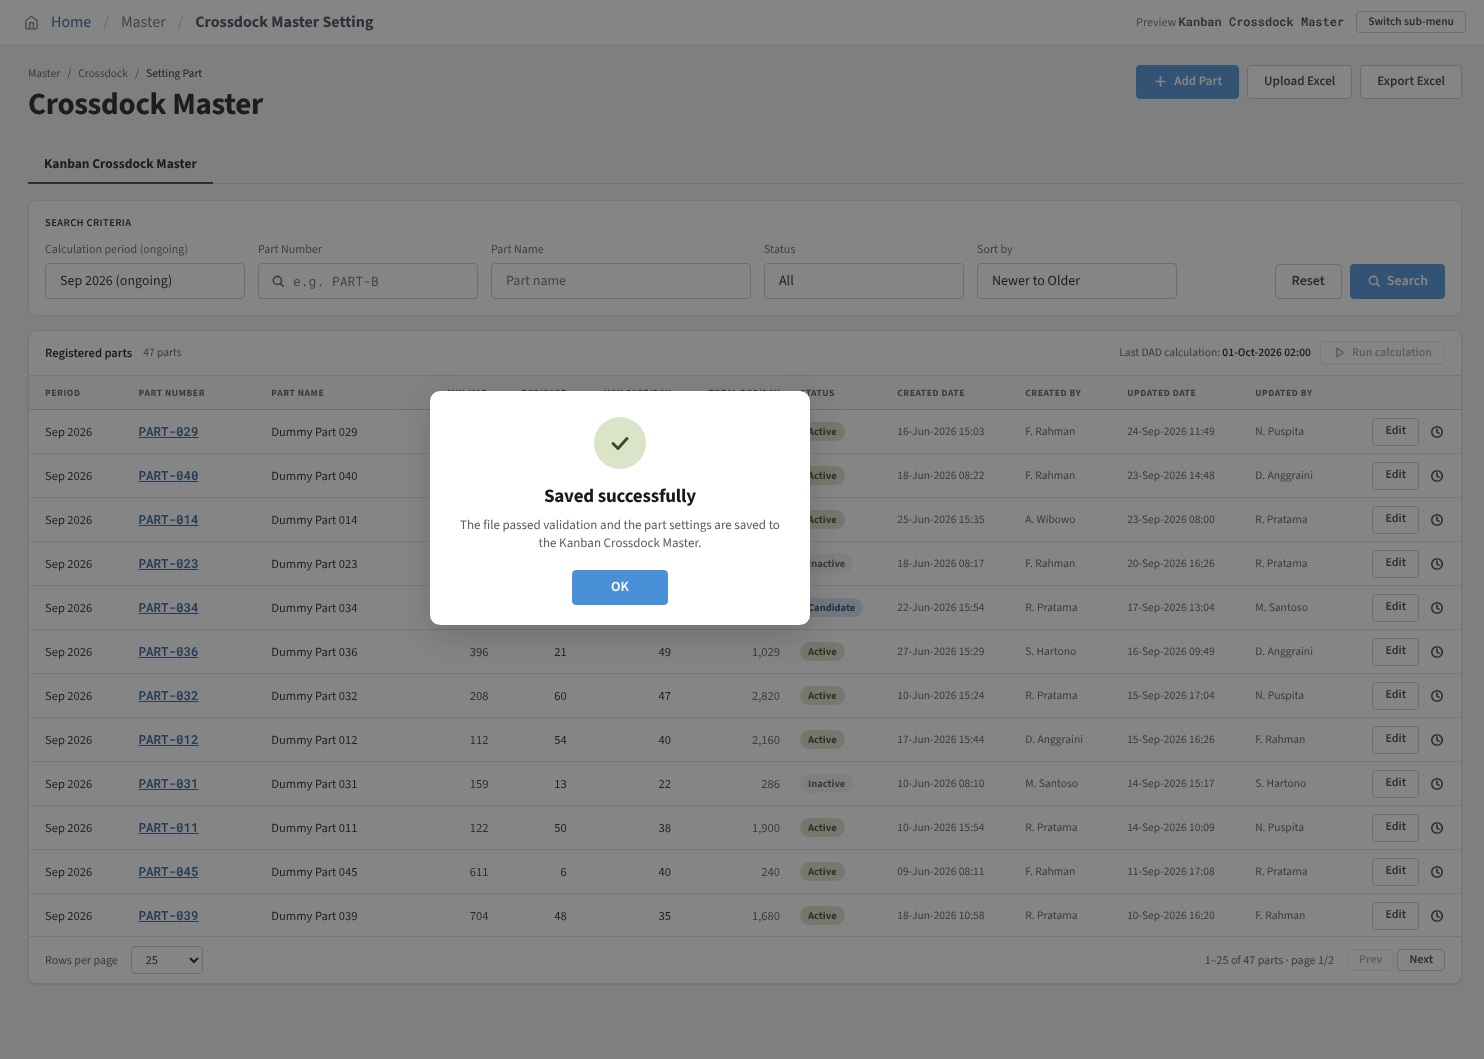 Home / Master / Crossdock Master Setting
Preview Kanban Crossdock Master
Switch sub-menu
Master / Crossdock / Setting Part
Crossdock Master
+ Add Part
Upload Excel
Export Excel
Kanban Crossdock Master
SEARCH CRITERIA
Calculation period (ongoing)
Part Number
Part Name
Status
Sort by
Sep 2026 (ongoing)
e.g. PART-B
Part name
All
Newer to Older
Reset
Search
Registered parts 47 parts
Last DAD calculation: 01-Oct-2026 02:00
Run calculation
PERIOD PART NUMBER PART NAME CREATED DATE CREATED BY UPDATED DATE UPDATED BY
Sep 2026 PART-029 Dummy Part 029 Active 16-Jun-2026 15:03 F. Rahman 24-Sep-2026 11:49 N. Puspita Edit
Sep 2026 PART-040 Dummy Part 040 Active 18-Jun-2026 08:22 F. Rahman 23-Sep-2026 14:48 D. Anggraini Edit
Sep 2026 PART-014 Dummy Part 014 Active 25-Jun-2026 15:35 A. Wibowo 23-Sep-2026 08:00 R. Pratama Edit
Sep 2026 PART-023 Dummy Part 023 Inactive 18-Jun-2026 08:17 F. Rahman 20-Sep-2026 16:26 R. Pratama Edit
Sep 2026 PART-034 Dummy Part 034 Candidate 22-Jun-2026 15:54 R. Pratama 17-Sep-2026 13:04 M. Santoso Edit
Sep 2026 PART-036 Dummy Part 036 396 21 49 1,029 Active 27-Jun-2026 15:29 S. Hartono 16-Sep-2026 09:49 D. Anggraini Edit
Sep 2026 PART-032 Dummy Part 032 208 60 47 2,820 Active 10-Jun-2026 15:24 R. Pratama 15-Sep-2026 17:04 N. Puspita Edit
Sep 2026 PART-012 Dummy Part 012 112 54 40 2,160 Active 17-Jun-2026 15:44 D. Anggraini 15-Sep-2026 16:26 F. Rahman Edit
Sep 2026 PART-031 Dummy Part 031 159 13 22 286 Inactive 10-Jun-2026 08:10 M. Santoso 14-Sep-2026 15:17 S. Hartono Edit
Sep 2026 PART-011 Dummy Part 011 122 50 38 1,900 Active 10-Jun-2026 15:54 R. Pratama 14-Sep-2026 10:09 N. Puspita Edit
Sep 2026 PART-045 Dummy Part 045 611 6 40 240 Active 09-Jun-2026 08:11 F. Rahman 11-Sep-2026 17:08 R. Pratama Edit
Sep 2026 PART-039 Dummy Part 039 704 48 35 1,680 Active 18-Jun-2026 10:58 R. Pratama 10-Sep-2026 16:20 F. Rahman Edit
Rows per page 25
1–25 of 47 parts · page 1/2
Prev
Next
Saved successfully
The file passed validation and the part settings are saved to
the Kanban Crossdock Master.
OK